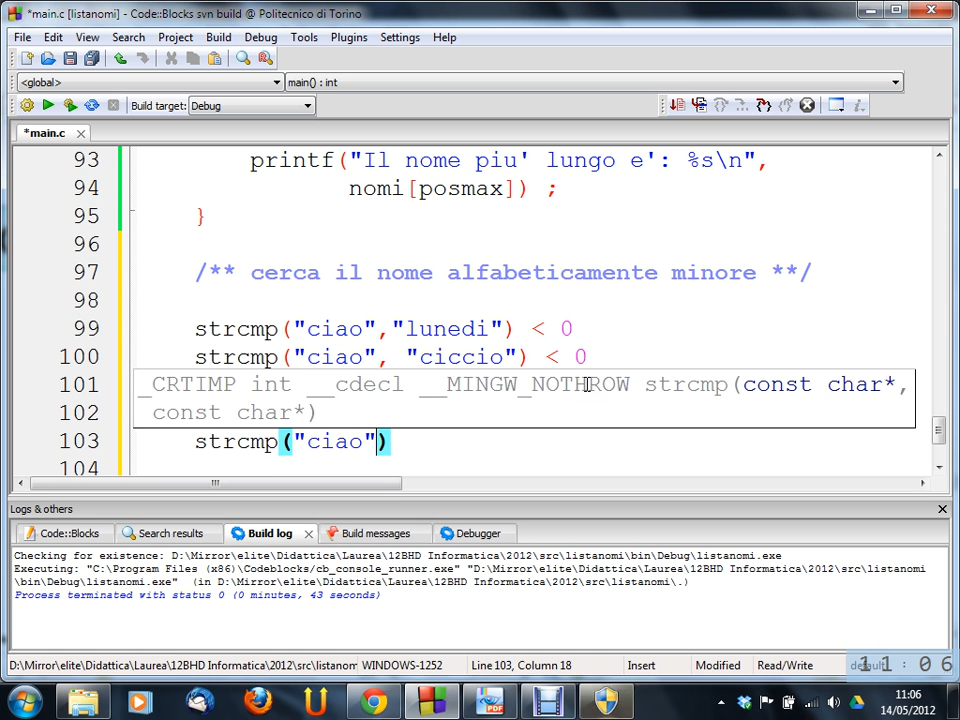 *main.c [listanomi] - Code::Blocks svn build @ Politecnico di Torino
File Edit View Search Project Build Debug Tools Plugins Settings Help
<global> main() : int
Build target: Debug
*main.c
93 printf("Il nome piu' lungo e': %s\n",
94 nomi[posmax]) ;
95 }
96
97 /** cerca il nome alfabeticamente minore **/
98
99 strcmp("ciao","lunedi") < 0
100 strcmp("ciao", "ciccio") < 0
101 _CRTIMP int __cdecl __MINGW_NOTHROW strcmp(const char*,
102 const char*)
103 strcmp("ciao")
104
Logs & others
Code::Blocks Search results Build log Build messages Debugger
Checking for existence: D:\Mirror\elite\Didattica\Laurea\12BHD Informatica\2012\src\listanomi\bin\Debug\listanomi.exe
Executing: "C:\Program Files (x86)\Codeblocks/cb_console_runner.exe" "D:\Mirror\elite\Didattica\Laurea\12BHD Informatica\2012\src\listanomi
\bin\Debug\listanomi.exe" (in D:\Mirror\elite\Didattica\Laurea\12BHD Informatica\2012\src\listanomi\.)
Process terminated with status 0 (0 minutes, 43 seconds)
D:\Mirror\elite\Didattica\Laurea\12BHD Informatica\2012\src\listanom WINDOWS-1252 Line 103, Column 18 Insert Modified Read/Write default
11:06
11:06
14/05/2012